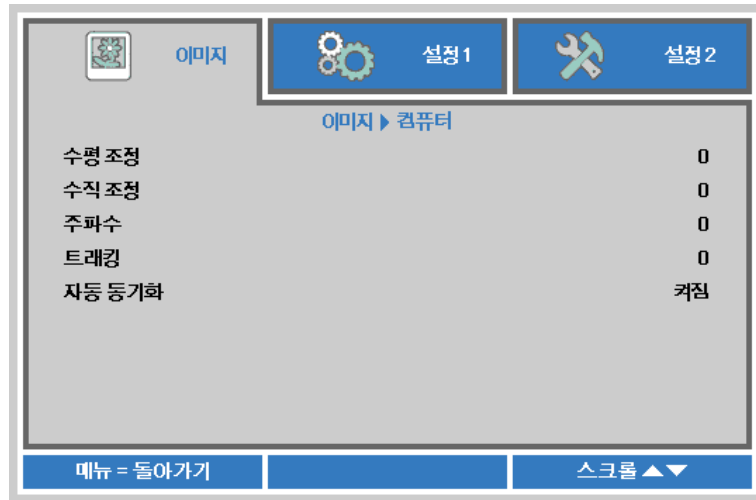 이미지 설정 1 설정 2
이미지 ▶ 컴퓨터
수평 조정 0
수직 조정 0
주파수 0
트래킹 0
자동 동기화 켜짐
메뉴 = 돌아가기 스크롤 ▲▼